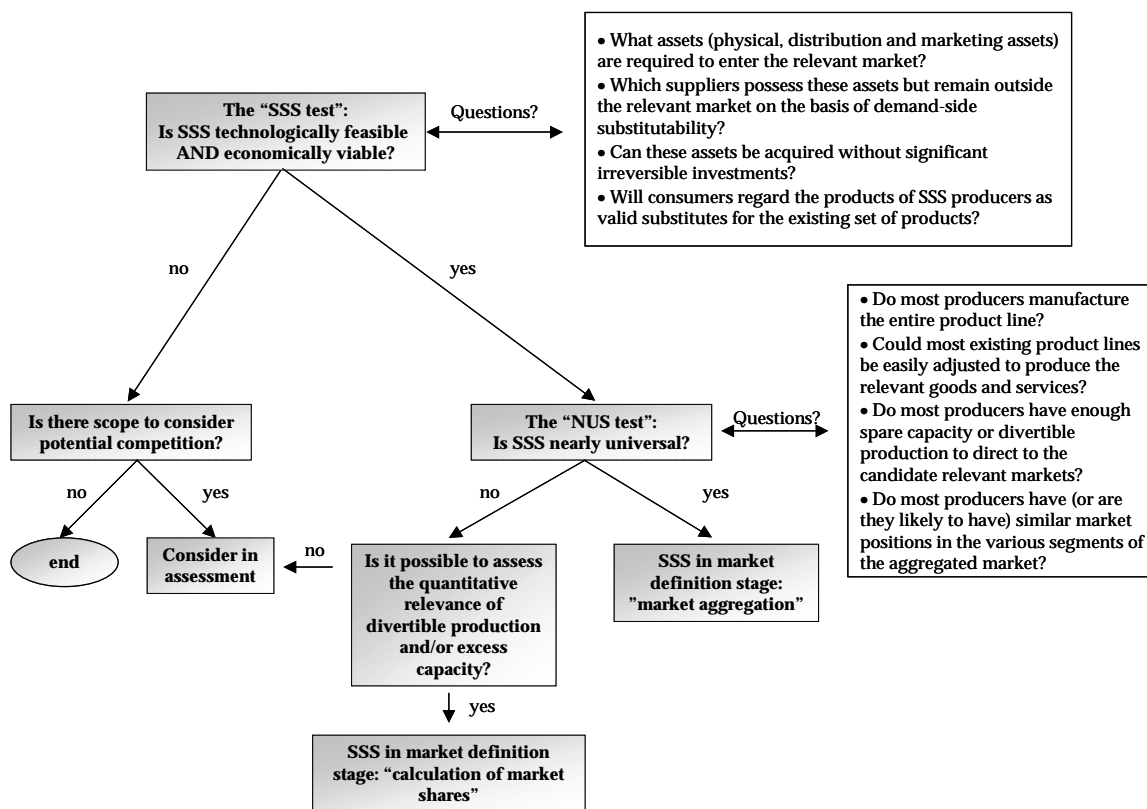 • What assets (physical, distribution and marketing assets)
are required to enter the relevant market?
• Which suppliers possess these assets but remain outside
the relevant market on the basis of demand-side
substitutability?
• Can these assets be acquired without significant
irreversible investments?
• Will consumers regard the products of SSS producers as
valid substitutes for the existing set of products?
The “SSS test”:
Is SSS technologically feasible
AND economically viable?
Questions?
no
yes
• Do most producers manufacture
the entire product line?
• Could most existing product lines
be easily adjusted to produce the
relevant goods and services?
• Do most producers have enough
spare capacity or divertible
production to direct to the
candidate relevant markets?
• Do most producers have (or are
they likely to have) similar market
positions in the various segments of
the aggregated market?
Is there scope to consider
potential competition?
The “NUS test”:
Is SSS nearly universal?
Questions?
no
yes
no
yes
end
Consider in
assessment
no
Is it possible to assess
the quantitative
relevance of
divertible production
and/or excess
capacity?
SSS in market
definition stage:
”market aggregation”
yes
SSS in market definition
stage: “calculation of market
shares”